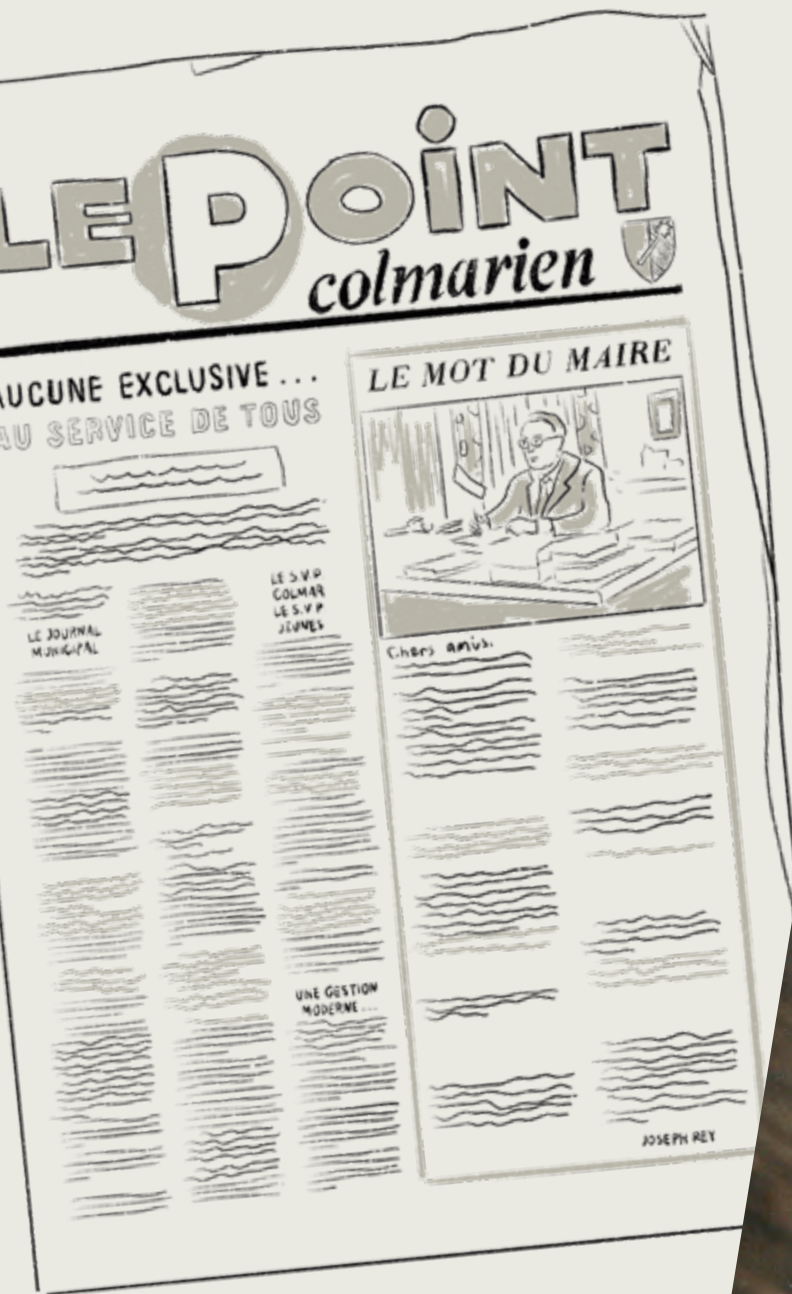 LE POINT
colmarien
AUCUNE EXCLUSIVE...
AU SERVICE DE TOUS
LE JOURNAL
MUNICIPAL
LE S.V.P.
COLMAR
LE S.V.P
JEUNES
UNE GESTION
MODERNE...
LE MOT DU MAIRE
Chers amis.
JOSEPH REY